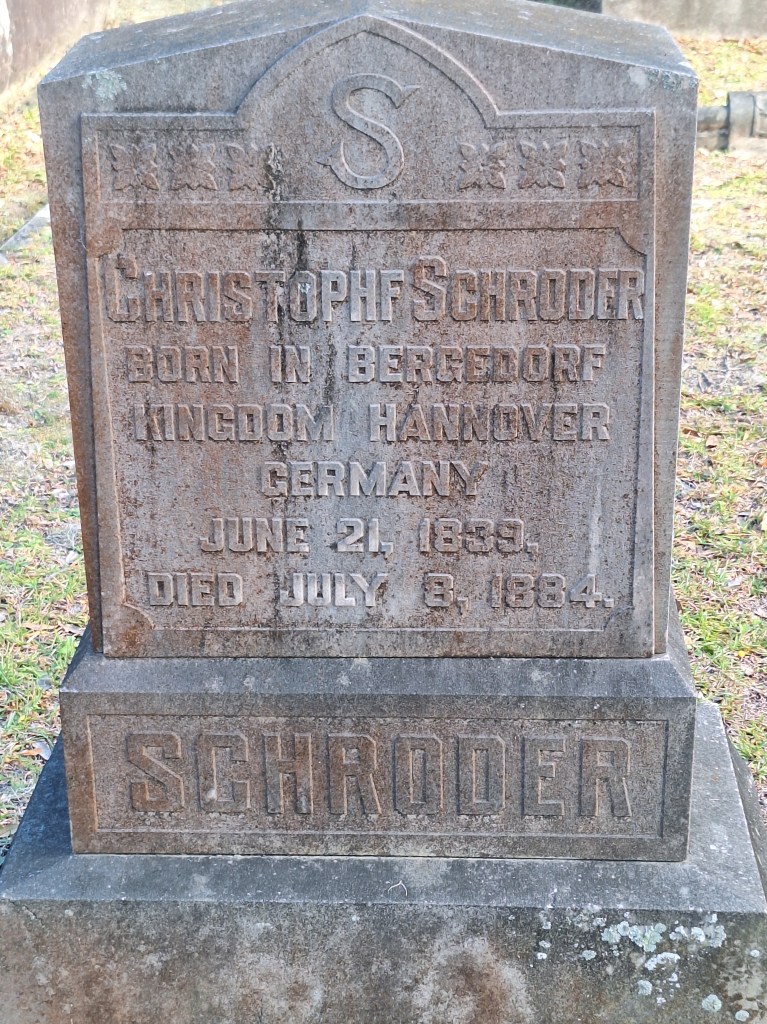 S
CHRISTOPHF SCHRODER
BORN IN BERGEDORF
KINGDOM HANNOVER
GERMANY
JUNE 21, 1839.
DIED JULY 8, 1884.
SCHRODER